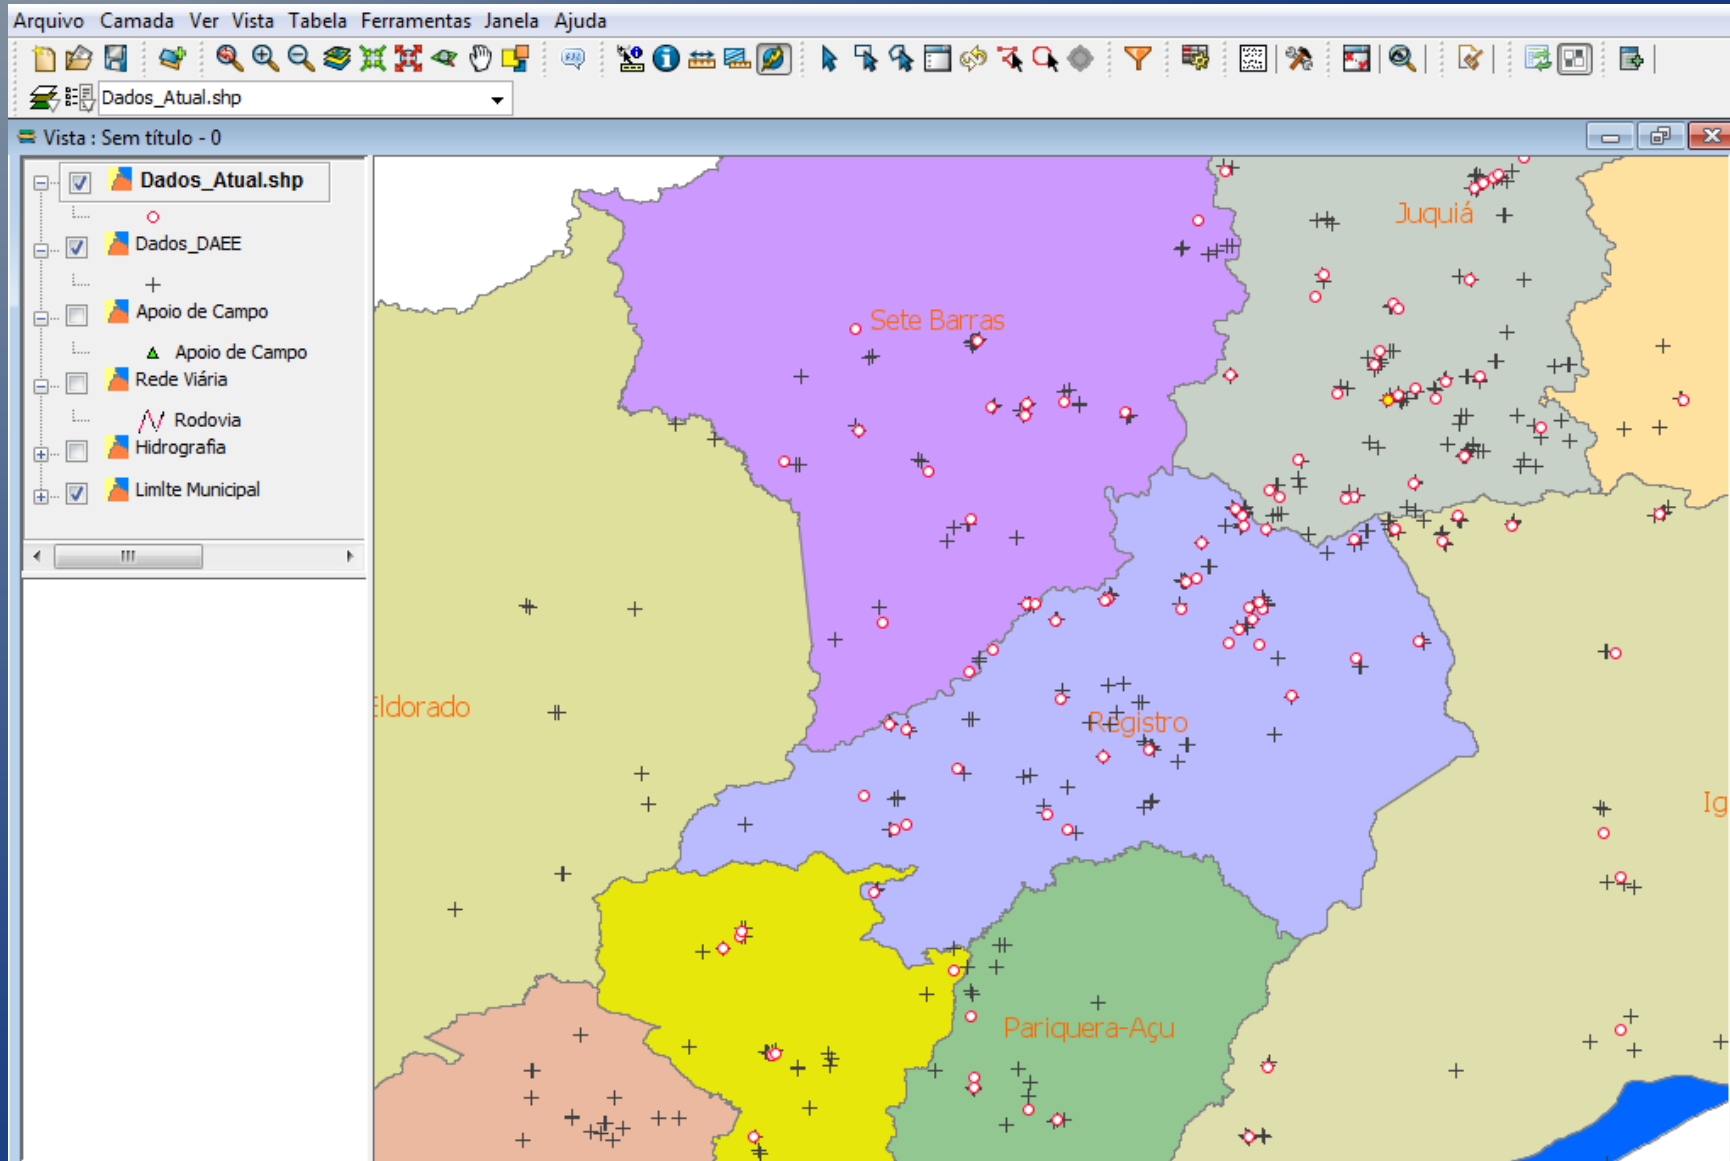 Arquivo Camada Ver Vista Tabela Ferramentas Janela Ajuda
Dados_Atual.shp
Vista : Sem título - 0
Dados_Atual.shp
Dados_DAEE
Apoio de Campo
Apoio de Campo
Rede Viária
Rodovia
Hidrografia
Limite Municipal
Juquiá
Sete Barras
Eldorado
Registro
Ig
Pariquera-Açu